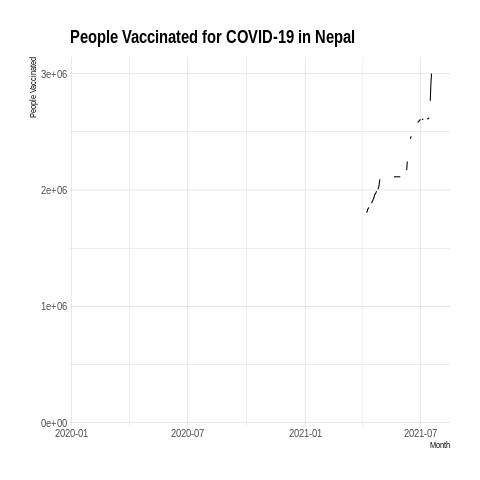 People Vaccinated for COVID-19 in Nepal
People Vaccinated
3e+06
2e+06
1e+06
0e+00
2020-01 2020-07 2021-01 2021-07
Month